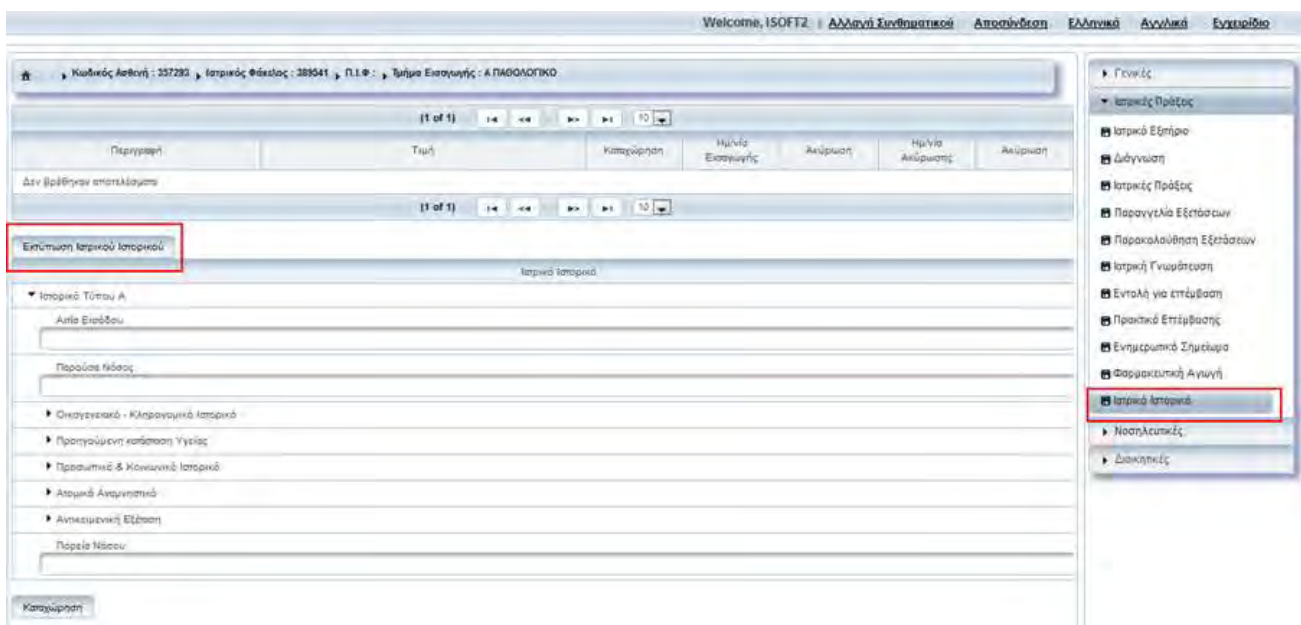 Welcome, ISOFT2 | Αλλαγή Συνθηματικού Αποσύνδεση Ελληνικά Αγγλικά Εγχειρίδιο
Κωδικός Ασθενή : 357293 Ιατρικός Φάκελος : 389541 Π.Ι.Φ : Τμήμα Εισαγωγής : Α ΠΑΘΟΛΟΓΙΚΟ
(1 of 1) 10
Περιγραφή Τιμή Καταχώρηση Ημ/νία Εισαγωγής Ακύρωση Ημ/νία Ακύρωσης Ακύρωση
Δεν βρέθηκαν αποτελέσματα
(1 of 1) 10
Εκτύπωση Ιατρικού Ιστορικού
Ιατρικό Ιστορικό
Ιστορικό Τύπου Α
Αιτία Εισόδου
Παρούσα Νόσος
Οικογενειακό - Κληρονομικό Ιστορικό
Προηγούμενη κατάσταση Υγείας
Προσωπικό & Κοινωνικό Ιστορικό
Ατομικό Αναμνηστικό
Αντικειμενική Εξέταση
Πορεία Νόσου
Καταχώρηση
Γενικές
Ιατρικές Πράξεις
Ιατρικό Εξιτήριο
Διάγνωση
Ιατρικές Πράξεις
Παραγγελία Εξετάσεων
Παρακολούθηση Εξετάσεων
Ιατρική Γνωμάτευση
Εντολή για επέμβαση
Πρακτικό Επέμβασης
Ενημερωτικό Σημείωμα
Φαρμακευτική Αγωγή
Ιατρικό Ιστορικό
Νοσηλευτικές
Διοικητικές